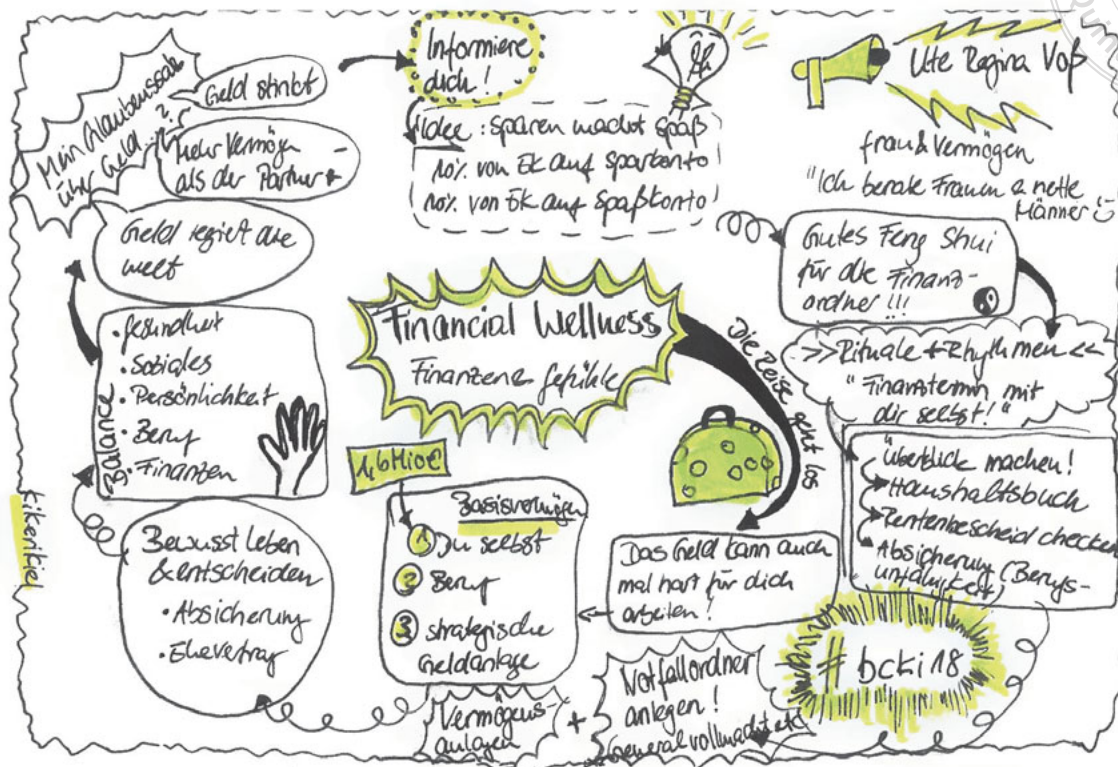 Mein Glaubenssatz
über Geld...?
Geld stinkt
Mehr Vermögen -
als der Partner +
Geld regiert die
Welt
Informiere
dich!
Idee: Sparen macht Spaß
10% von Ek auf Sparkonto
10% von Ek auf Spaßkonto
Ute Regina Voß
frau & Vermögen
"Ich berate Frauen & nette
Männer
Gutes Feng Shui
für die Finanz-
ordner!!!
>>Rituale + Rhythmen<<
"Finanztermin mit
dir selbst!"
Überblick machen!
Haushaltsbuch
Rentenbescheid checken
Absicherung (Berufs-
unfähigkeit)
Financial Wellness
Finanzen & Gefühle
Die Reise geht los
Balance
• Gesundheit
• Soziales
• Persönlichkeit
• Beruf
• Finanzen
1,6 Mio €
Basisvermögen
1 Du selbst
2 Beruf
3 strategische
Geldanlage
Das Geld kann auch
mal hart für dich
arbeiten!
Bewusst Leben
& entscheiden
• Absicherung
• Ehevertrag
Vermögens-
anlagen
+
Notfallordner
anlegen!
Generalvollmacht etc
#bcki18
kikerikiel